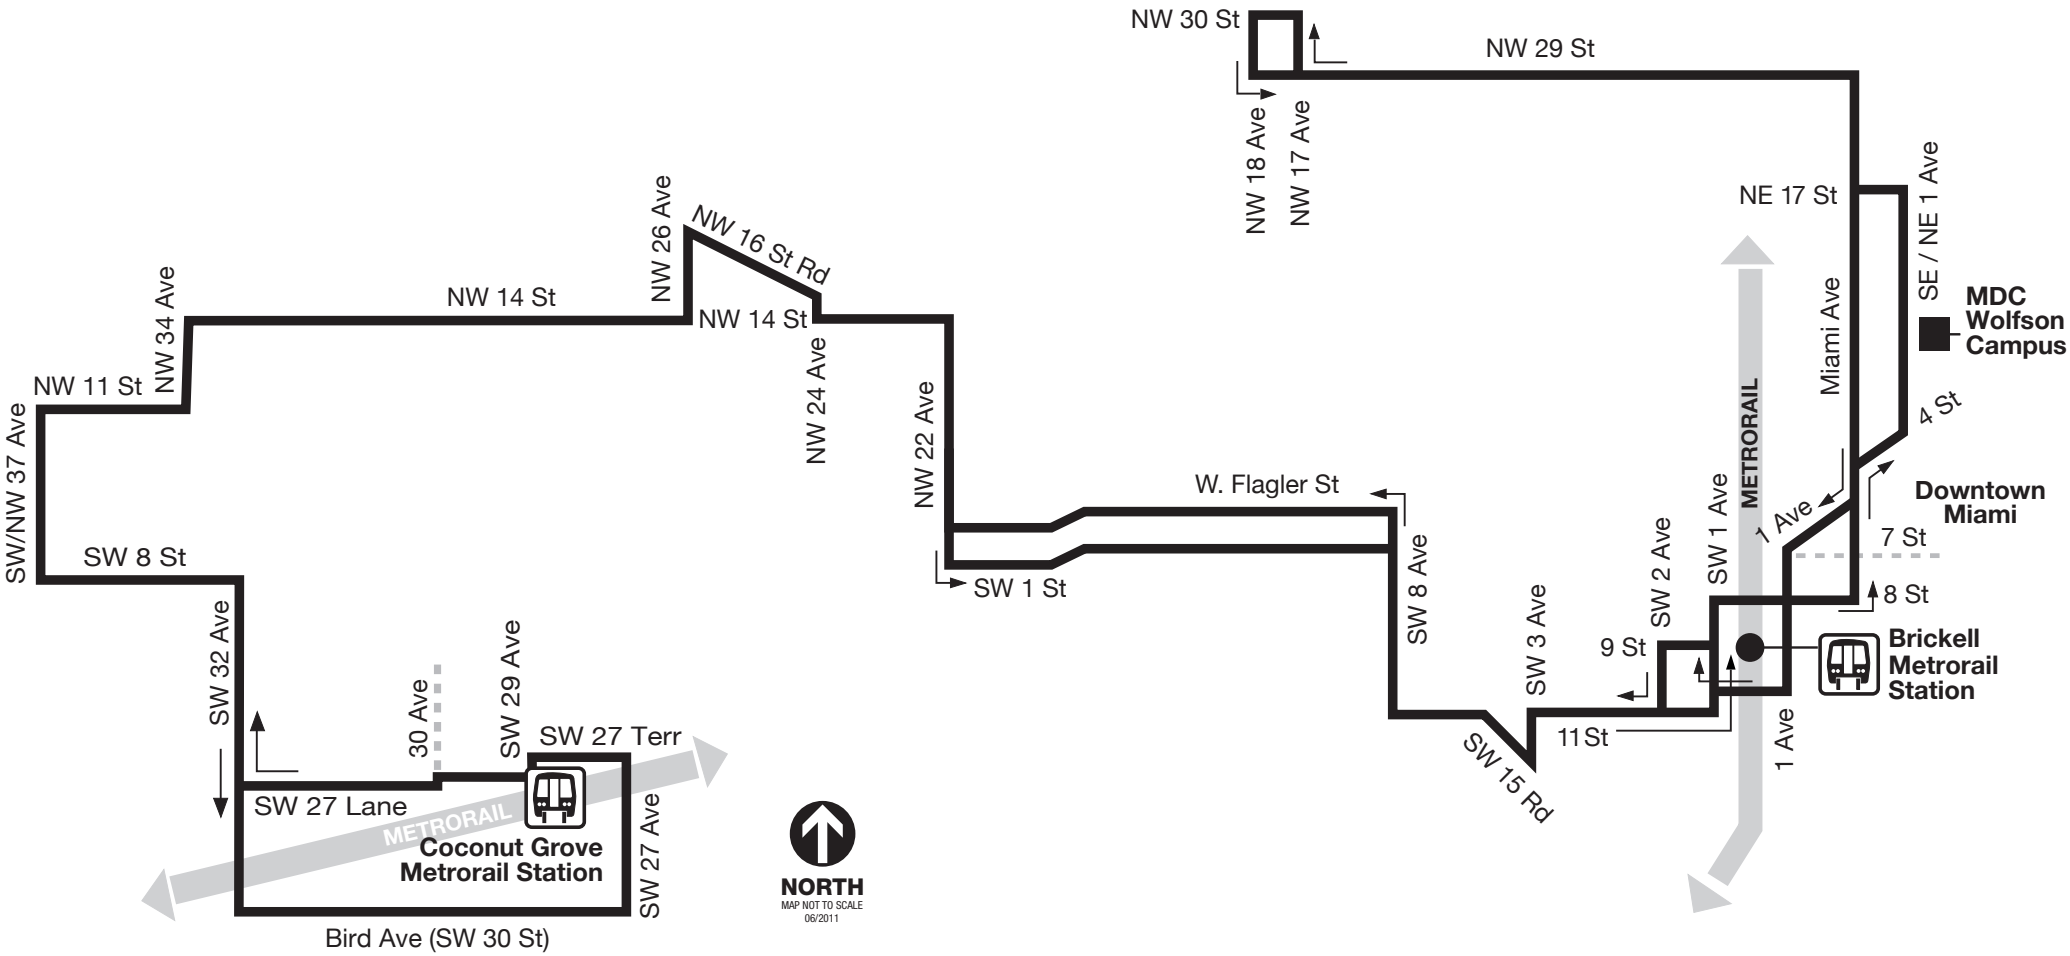 NW 30 St
NW 29 St
NW 18 Ave
NW 17 Ave
NE 17 St
SE / NE 1 Ave
MDC
Wolfson
Campus
Miami Ave
METRORAIL
4 St
Downtown
Miami
1 Ave
7 St
8 St
Brickell
Metrorail
Station
SW 1 Ave
SW 2 Ave
9 St
SW 3 Ave
11 St
1 Ave
SW 15 Rd
SW 8 Ave
W. Flagler St
SW 1 St
NW 22 Ave
NW 24 Ave
NW 14 St
NW 16 St Rd
NW 26 Ave
NW 14 St
NW 34 Ave
NW 11 St
SW/NW 37 Ave
SW 8 St
SW 32 Ave
30 Ave
SW 29 Ave
SW 27 Terr
SW 27 Lane
METRORAIL
Coconut Grove
Metrorail Station
SW 27 Ave
Bird Ave (SW 30 St)
NORTH
MAP NOT TO SCALE
06/2011